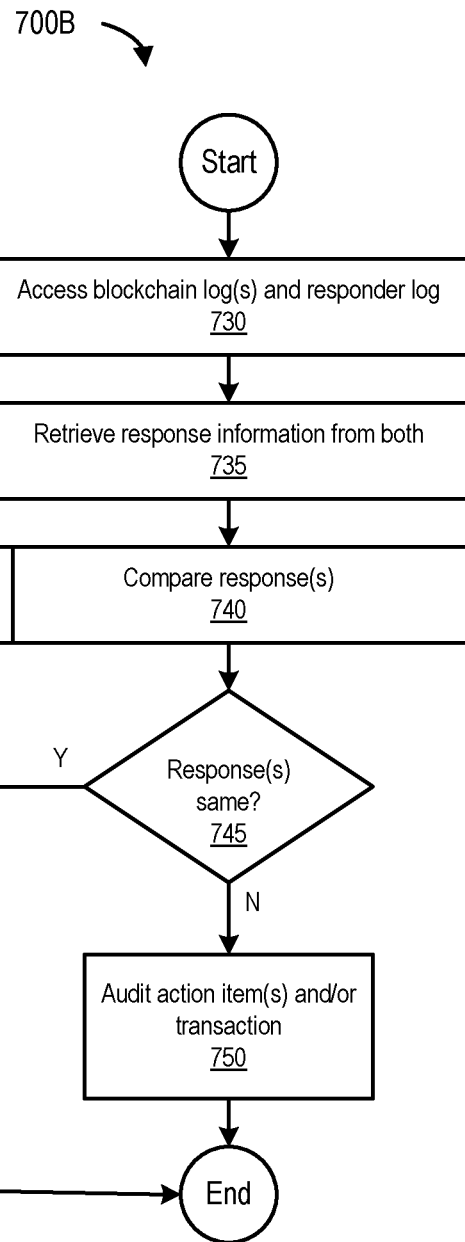 700B
Start
Access blockchain log(s) and responder log
730
Retrieve response information from both
735
Compare response(s)
740
Y
Response(s)
same?
745
N
Audit action item(s) and/or
transaction
750
End